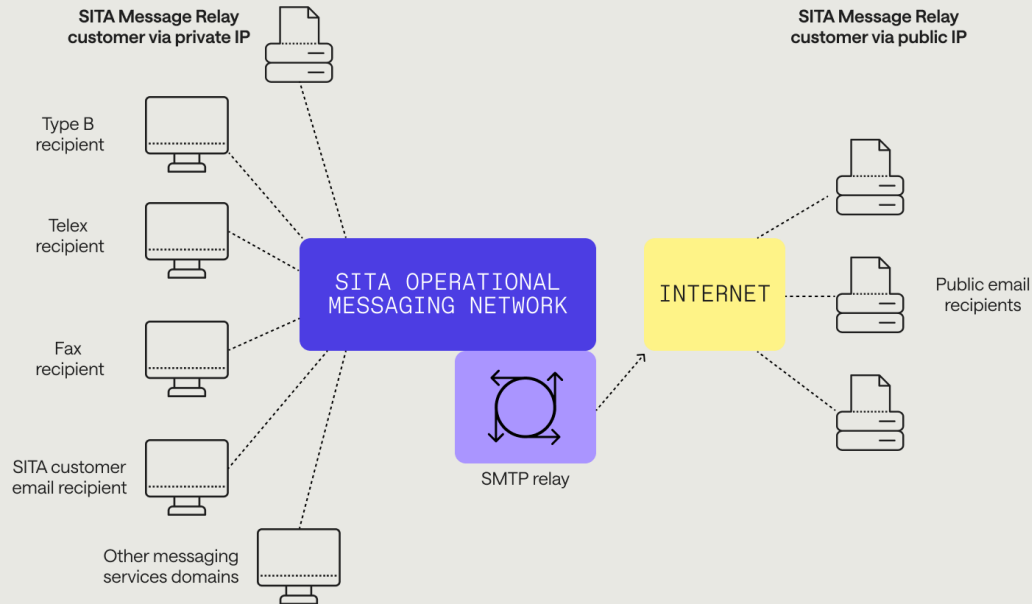 SITA Message Relay
customer via private IP
SITA Message Relay
customer via public IP
Type B
recipient
Telex
recipient
SITA OPERATIONAL
MESSAGING NETWORK
INTERNET
Public email
recipients
Fax
recipient
SITA customer
email recipient
SMTP relay
Other messaging
services domains